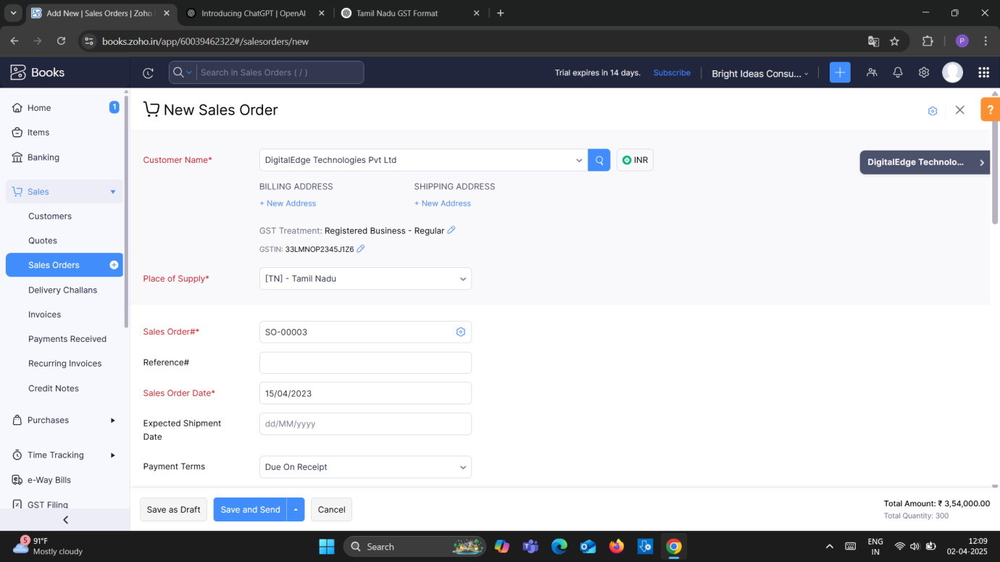 Add New | Sales Orders | Zoho
Introducing ChatGPT | OpenAI
Tamil Nadu GST Format
books.zoho.in/app/60039462322#/salesorders/new
P
Books
Search in Sales Orders ( / )
Trial expires in 14 days.
Subscribe
Bright Ideas Consu...
Home
1
Items
Banking
Sales
Customers
Quotes
Sales Orders
Delivery Challans
Invoices
Payments Received
Recurring Invoices
Credit Notes
Purchases
Time Tracking
e-Way Bills
GST Filing
New Sales Order
?
Customer Name*
DigitalEdge Technologies Pvt Ltd
INR
DigitalEdge Technolo...
BILLING ADDRESS
SHIPPING ADDRESS
+ New Address
+ New Address
GST Treatment: Registered Business - Regular
GSTIN: 33LMNOP2345J1Z6
Place of Supply*
[TN] - Tamil Nadu
Sales Order#*
SO-00003
Reference#
Sales Order Date*
15/04/2023
Expected Shipment
Date
dd/MM/yyyy
Payment Terms
Due On Receipt
Save as Draft
Save and Send
Cancel
Total Amount: ₹ 3,54,000.00
Total Quantity: 300
5
91°F
Mostly cloudy
Search
ENG
IN
12:09
02-04-2025